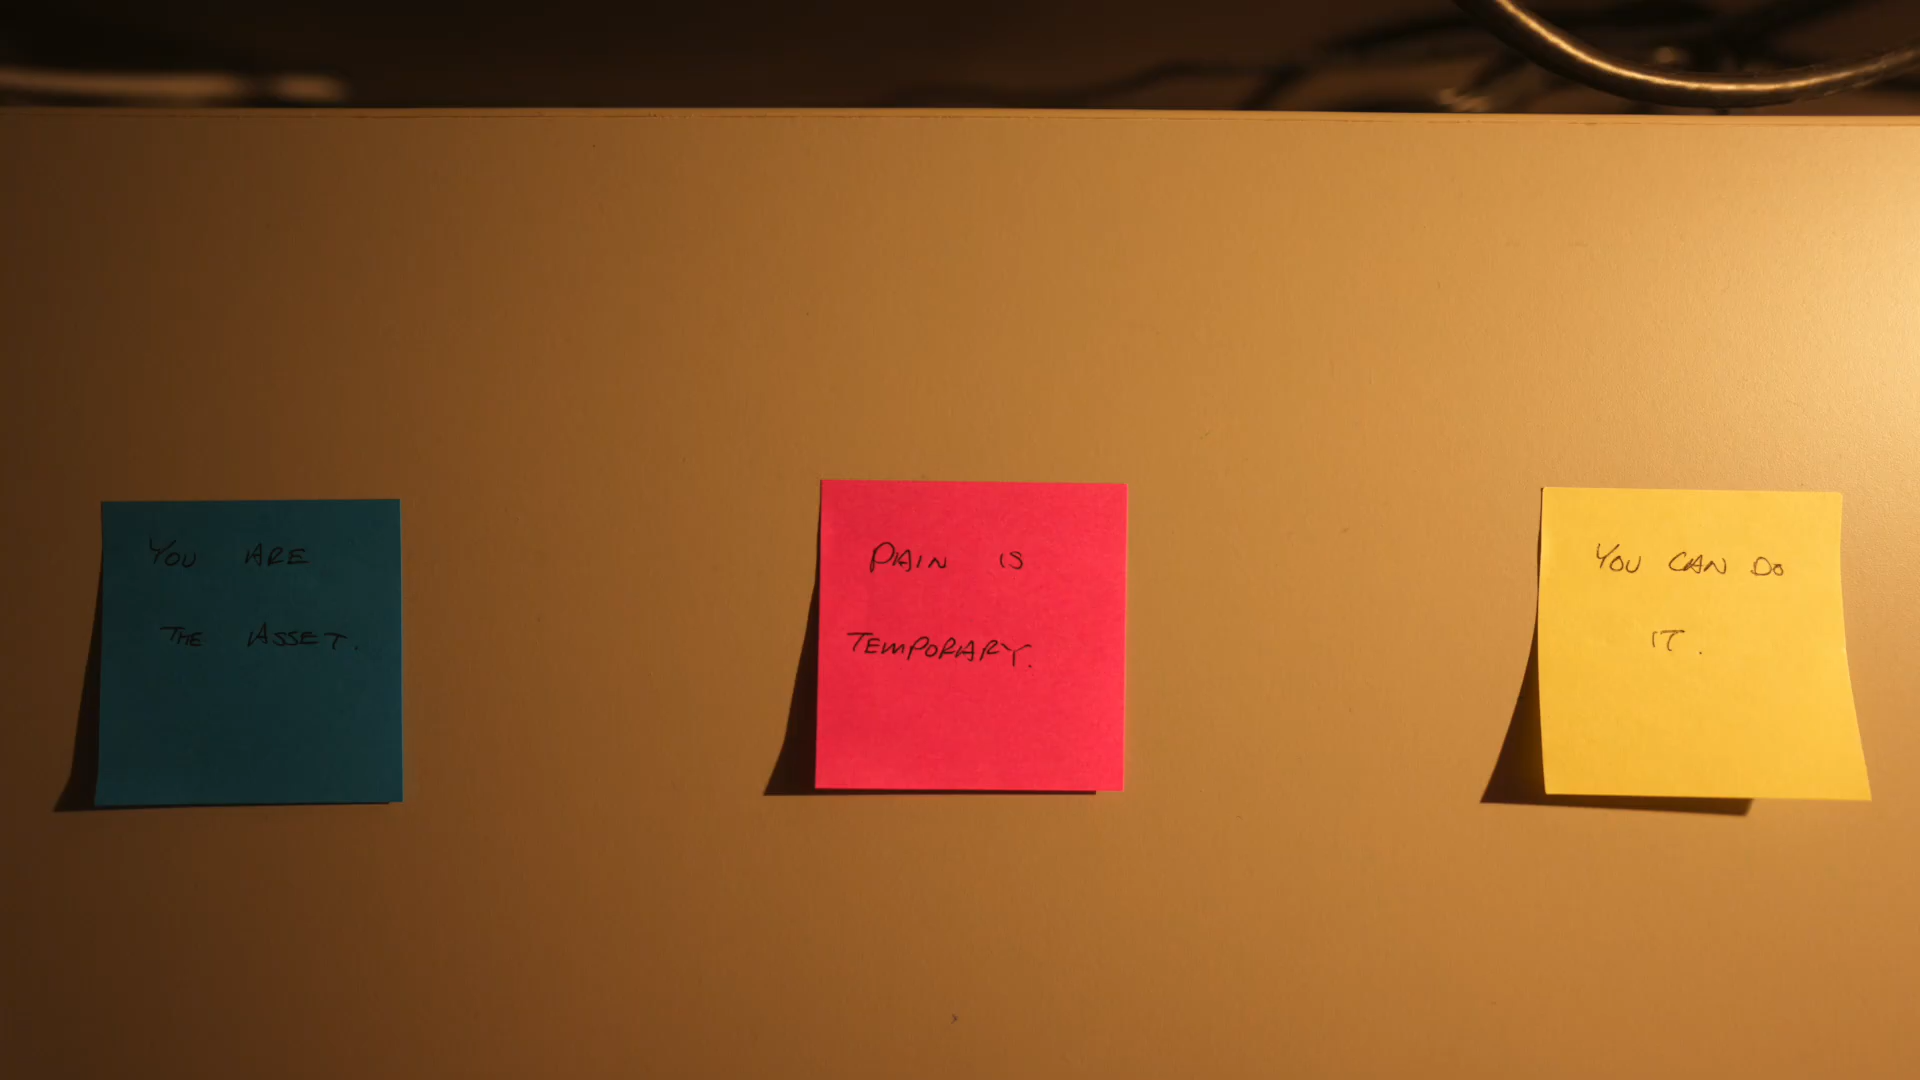 YOU ARE
THE ASSET.
PAIN IS
TEMPORARY.
YOU CAN DO
IT.